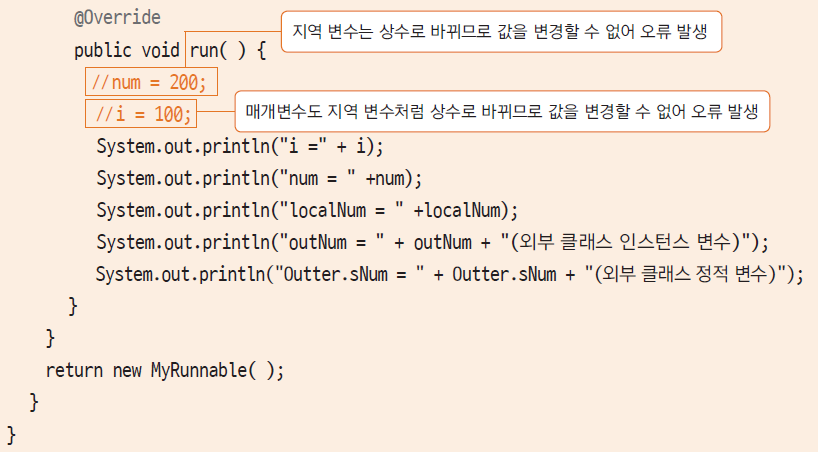 @Override
지역 변수는 상수로 바뀌므로 값을 변경할 수 없어 오류 발생
public void run( ) {
//num = 200;
//i = 100;
매개변수도 지역 변수처럼 상수로 바뀌므로 값을 변경할 수 없어 오류 발생
System.out.println("i =" + i);
System.out.println("num = " +num);
System.out.println("localNum = " +localNum);
System.out.println("outNum = " + outNum + "(외부 클래스 인스턴스 변수)");
System.out.println("Outter.sNum = " + Outter.sNum + "(외부 클래스 정적 변수)");
}
}
return new MyRunnable( );
}
}